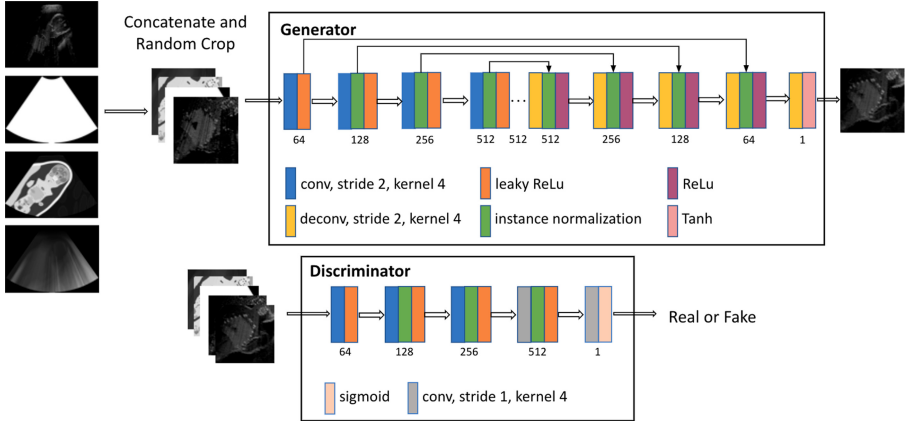 Concatenate and
Random Crop
Generator
64
128
256
512
...
512
512
256
128
64
1
conv, stride 2, kernel 4
leaky ReLu
ReLu
deconv, stride 2, kernel 4
instance normalization
Tanh
Discriminator
64
128
256
512
1
Real or Fake
sigmoid
conv, stride 1, kernel 4